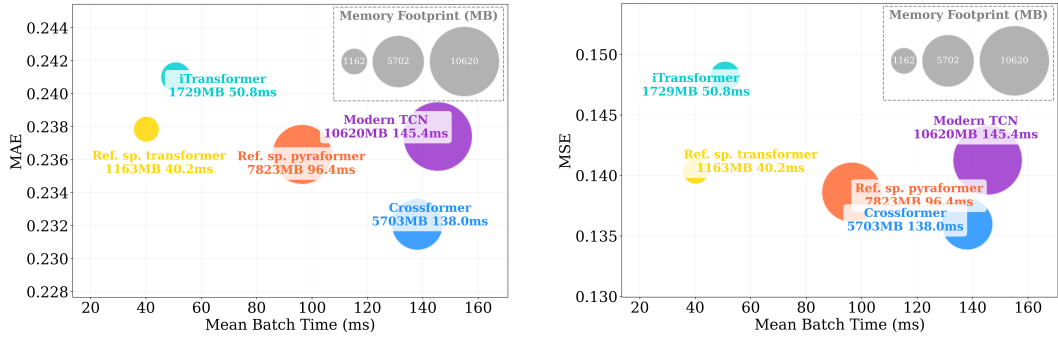 Memory Footprint (MB)
1162
5702
10620
iTransformer
1729MB 50.8ms
Ref. sp. transformer
1163MB 40.2ms
Ref. sp. pyraformer
7823MB 96.4ms
Modern TCN
10620MB 145.4ms
Crossformer
5703MB 138.0ms
MAE
0.244
0.242
0.240
0.238
0.236
0.234
0.232
0.230
0.228
20
40
60
80
100
120
140
160
Mean Batch Time (ms)
Memory Footprint (MB)
1162
5702
10620
iTransformer
1729MB 50.8ms
Modern TCN
10620MB 145.4ms
Ref. sp. transformer
1163MB 40.2ms
Ref. sp. pyraformer
7823MB 96.4ms
Crossformer
5703MB 138.0ms
MSE
0.150
0.145
0.140
0.135
0.130
20
40
60
80
100
120
140
160
Mean Batch Time (ms)